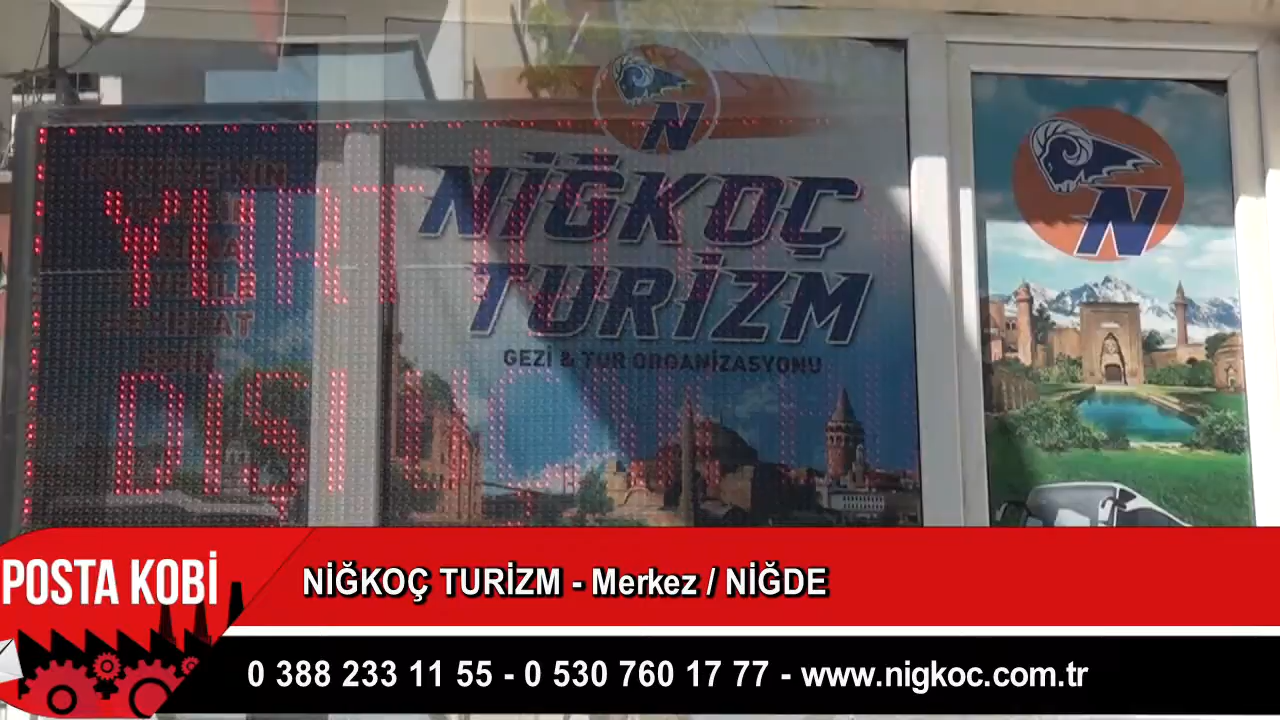 N
NİĞKOÇ
TURİZM
GEZİ & TUR ORGANİZASYONU
N
YURT
DIŞI
POSTA KOBİ
NİĞKOÇ TURİZM - Merkez / NİĞDE
0 388 233 11 55 - 0 530 760 17 77 - www.nigkoc.com.tr